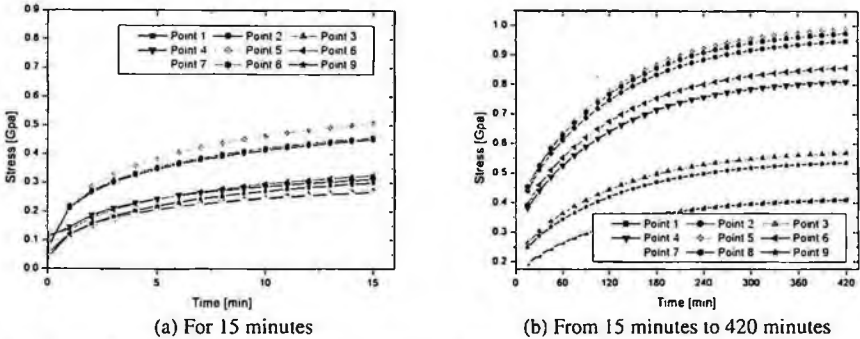 0.9
0.8
0.7
0.6
0.5
0.4
0.3
0.2
0.1
0.0
Stress [Gpa]
Point 1 Point 2 Point 3
Point 4 Point 5 Point 6
Point 7 Point 8 Point 9
0 5 10 15
Time [min]
(a) For 15 minutes
1.0
0.9
0.8
0.7
0.6
0.5
0.4
0.3
0.2
Stress [Gpa]
Point 1 Point 2 Point 3
Point 4 Point 5 Point 6
Point 7 Point 8 Point 9
0 60 120 180 240 300 360 420
Time [min]
(b) From 15 minutes to 420 minutes